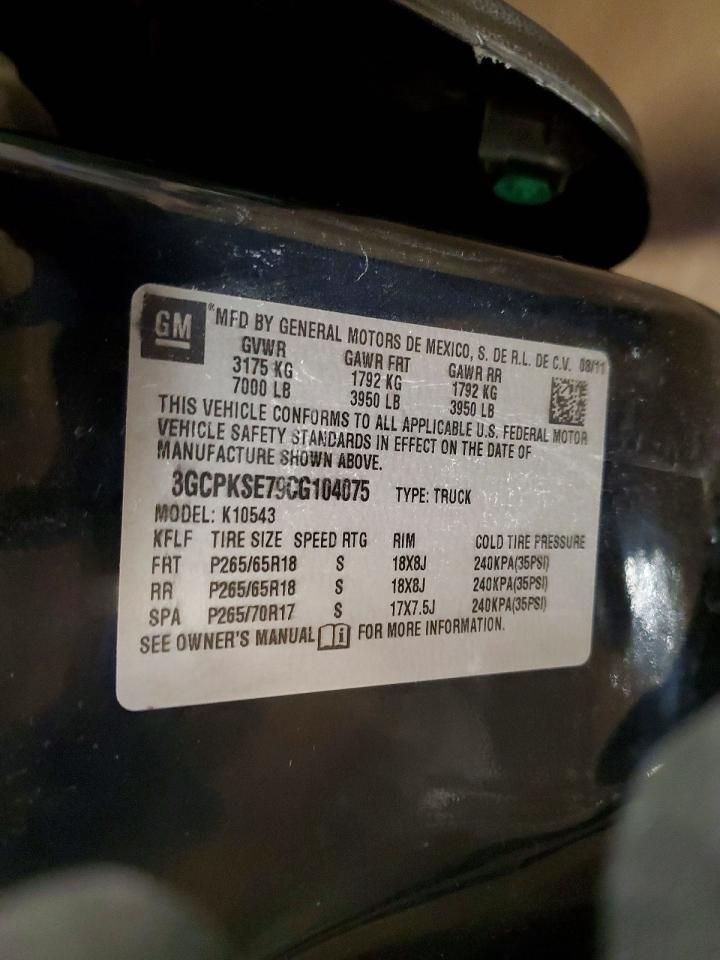 GM
®MFD BY GENERAL MOTORS DE MEXICO, S. DE R.L. DE C.V. 08/11
GVWR GAWR FRT GAWR RR
3175 KG 1792 KG 1792 KG
7000 LB 3950 LB 3950 LB
THIS VEHICLE CONFORMS TO ALL APPLICABLE U.S. FEDERAL MOTOR
VEHICLE SAFETY STANDARDS IN EFFECT ON THE DATE OF
MANUFACTURE SHOWN ABOVE.
3GCPKSE79CG104075 TYPE: TRUCK
MODEL: K10543
KFLF TIRE SIZE SPEED RTG RIM COLD TIRE PRESSURE
FRT P265/65R18 S 18X8J 240KPA(35PSI)
RR P265/65R18 S 18X8J 240KPA(35PSI)
SPA P265/70R17 S 17X7.5J 240KPA(35PSI)
SEE OWNER'S MANUAL i FOR MORE INFORMATION.